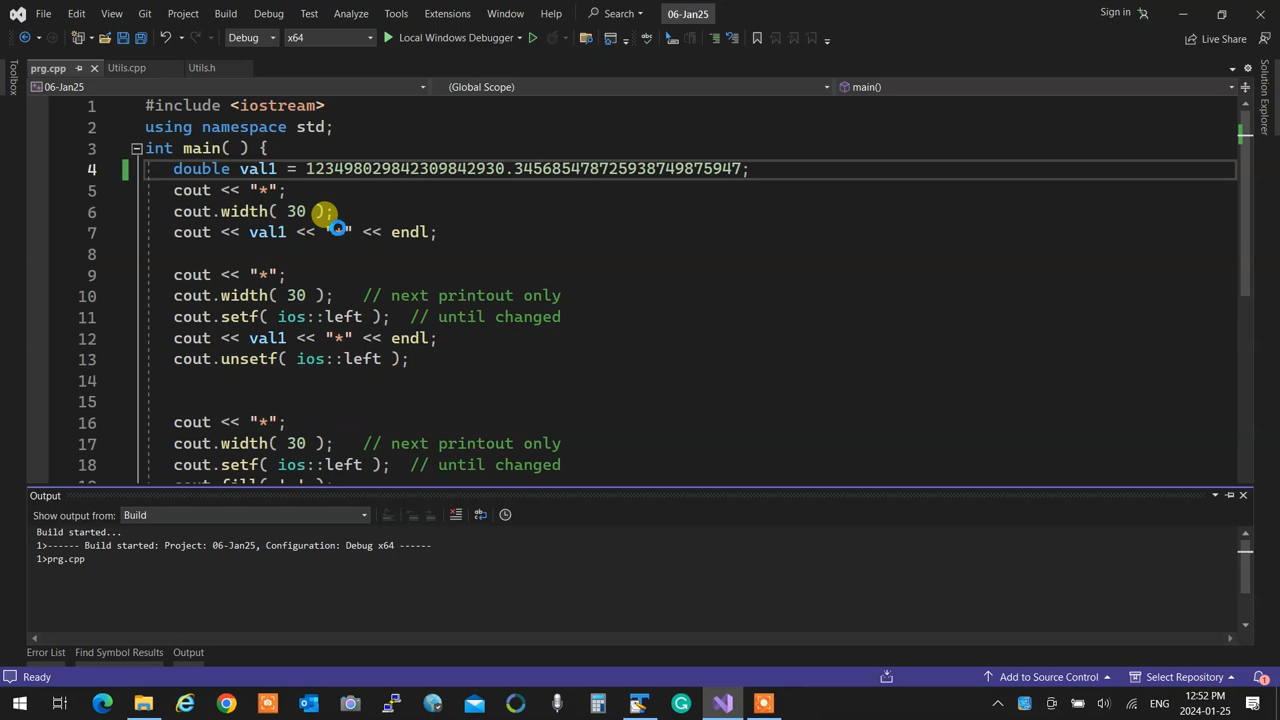 File Edit View Git Project Build Debug Test Analyze Tools Extensions Window Help Search 06-Jan25 Sign in
Debug x64 Local Windows Debugger Live Share
prg.cpp Utils.cpp Utils.h
06-Jan25 (Global Scope) main()
Toolbox
Solution Explorer
1 #include <iostream>
2 using namespace std;
3 int main( ) {
4 double val1 = 123498029842309842930.345685478725938749875947;
5 cout << "*";
6 cout.width( 30 );
7 cout << val1 << "*" << endl;
8
9 cout << "*";
10 cout.width( 30 ); // next printout only
11 cout.setf( ios::left ); // until changed
12 cout << val1 << "*" << endl;
13 cout.unsetf( ios::left );
14
15
16 cout << "*";
17 cout.width( 30 ); // next printout only
18 cout.setf( ios::left ); // until changed
Output
Show output from: Build
Build started...
1>------ Build started: Project: 06-Jan25, Configuration: Debug x64 ------
1>prg.cpp
Error List Find Symbol Results Output
Ready Add to Source Control Select Repository 1
ENG 12:52 PM
2024-01-25